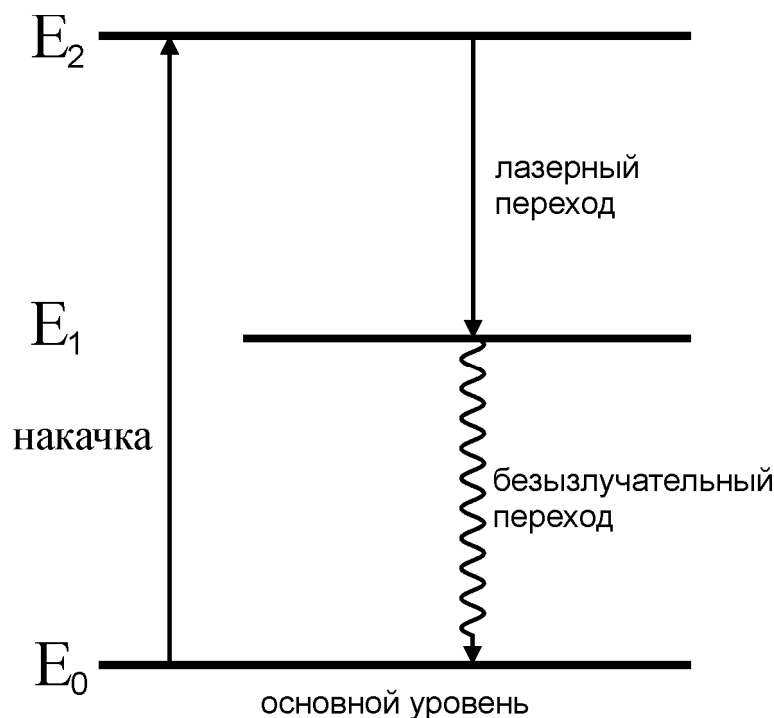 E₂
лазерный
переход
E₁
накачка
безызлучательный
переход
E₀
основной уровень